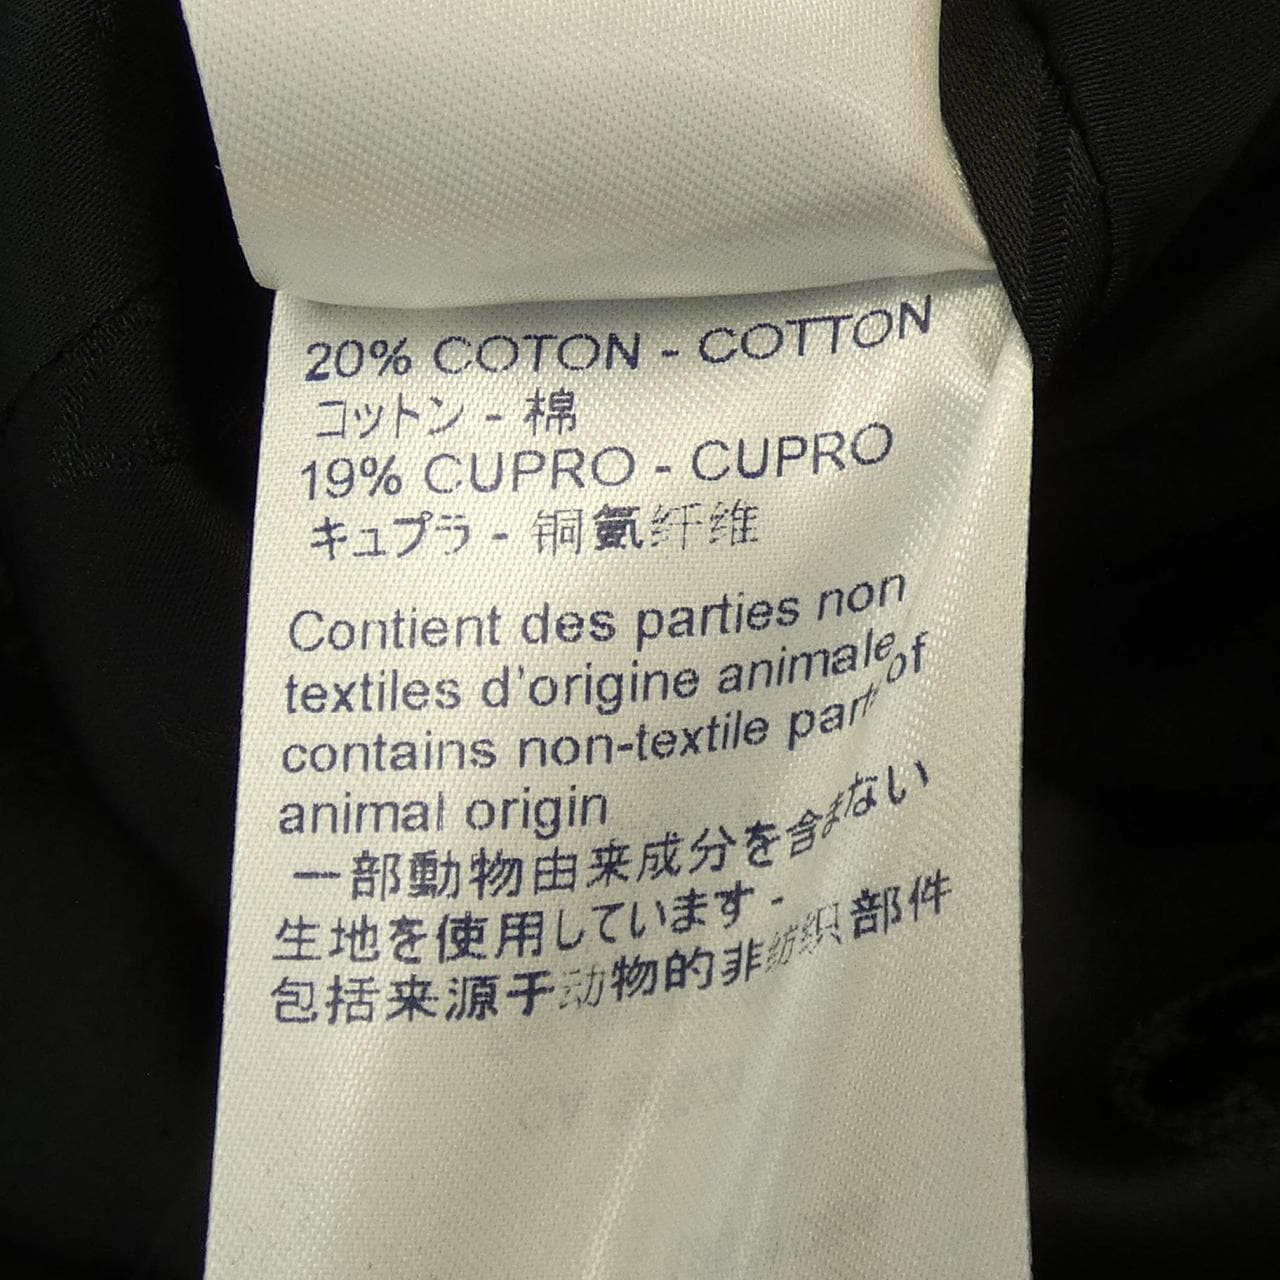 20% COTON - COTTON
コットン - 棉
19% CUPRO - CUPRO
キュプラ - 铜氨纤维
Contient des parties non
textiles d'origine animale
contains non-textile parts of
animal origin
一部動物由来成分を含まない
生地を使用しています -
包括来源于动物的非纺织部件